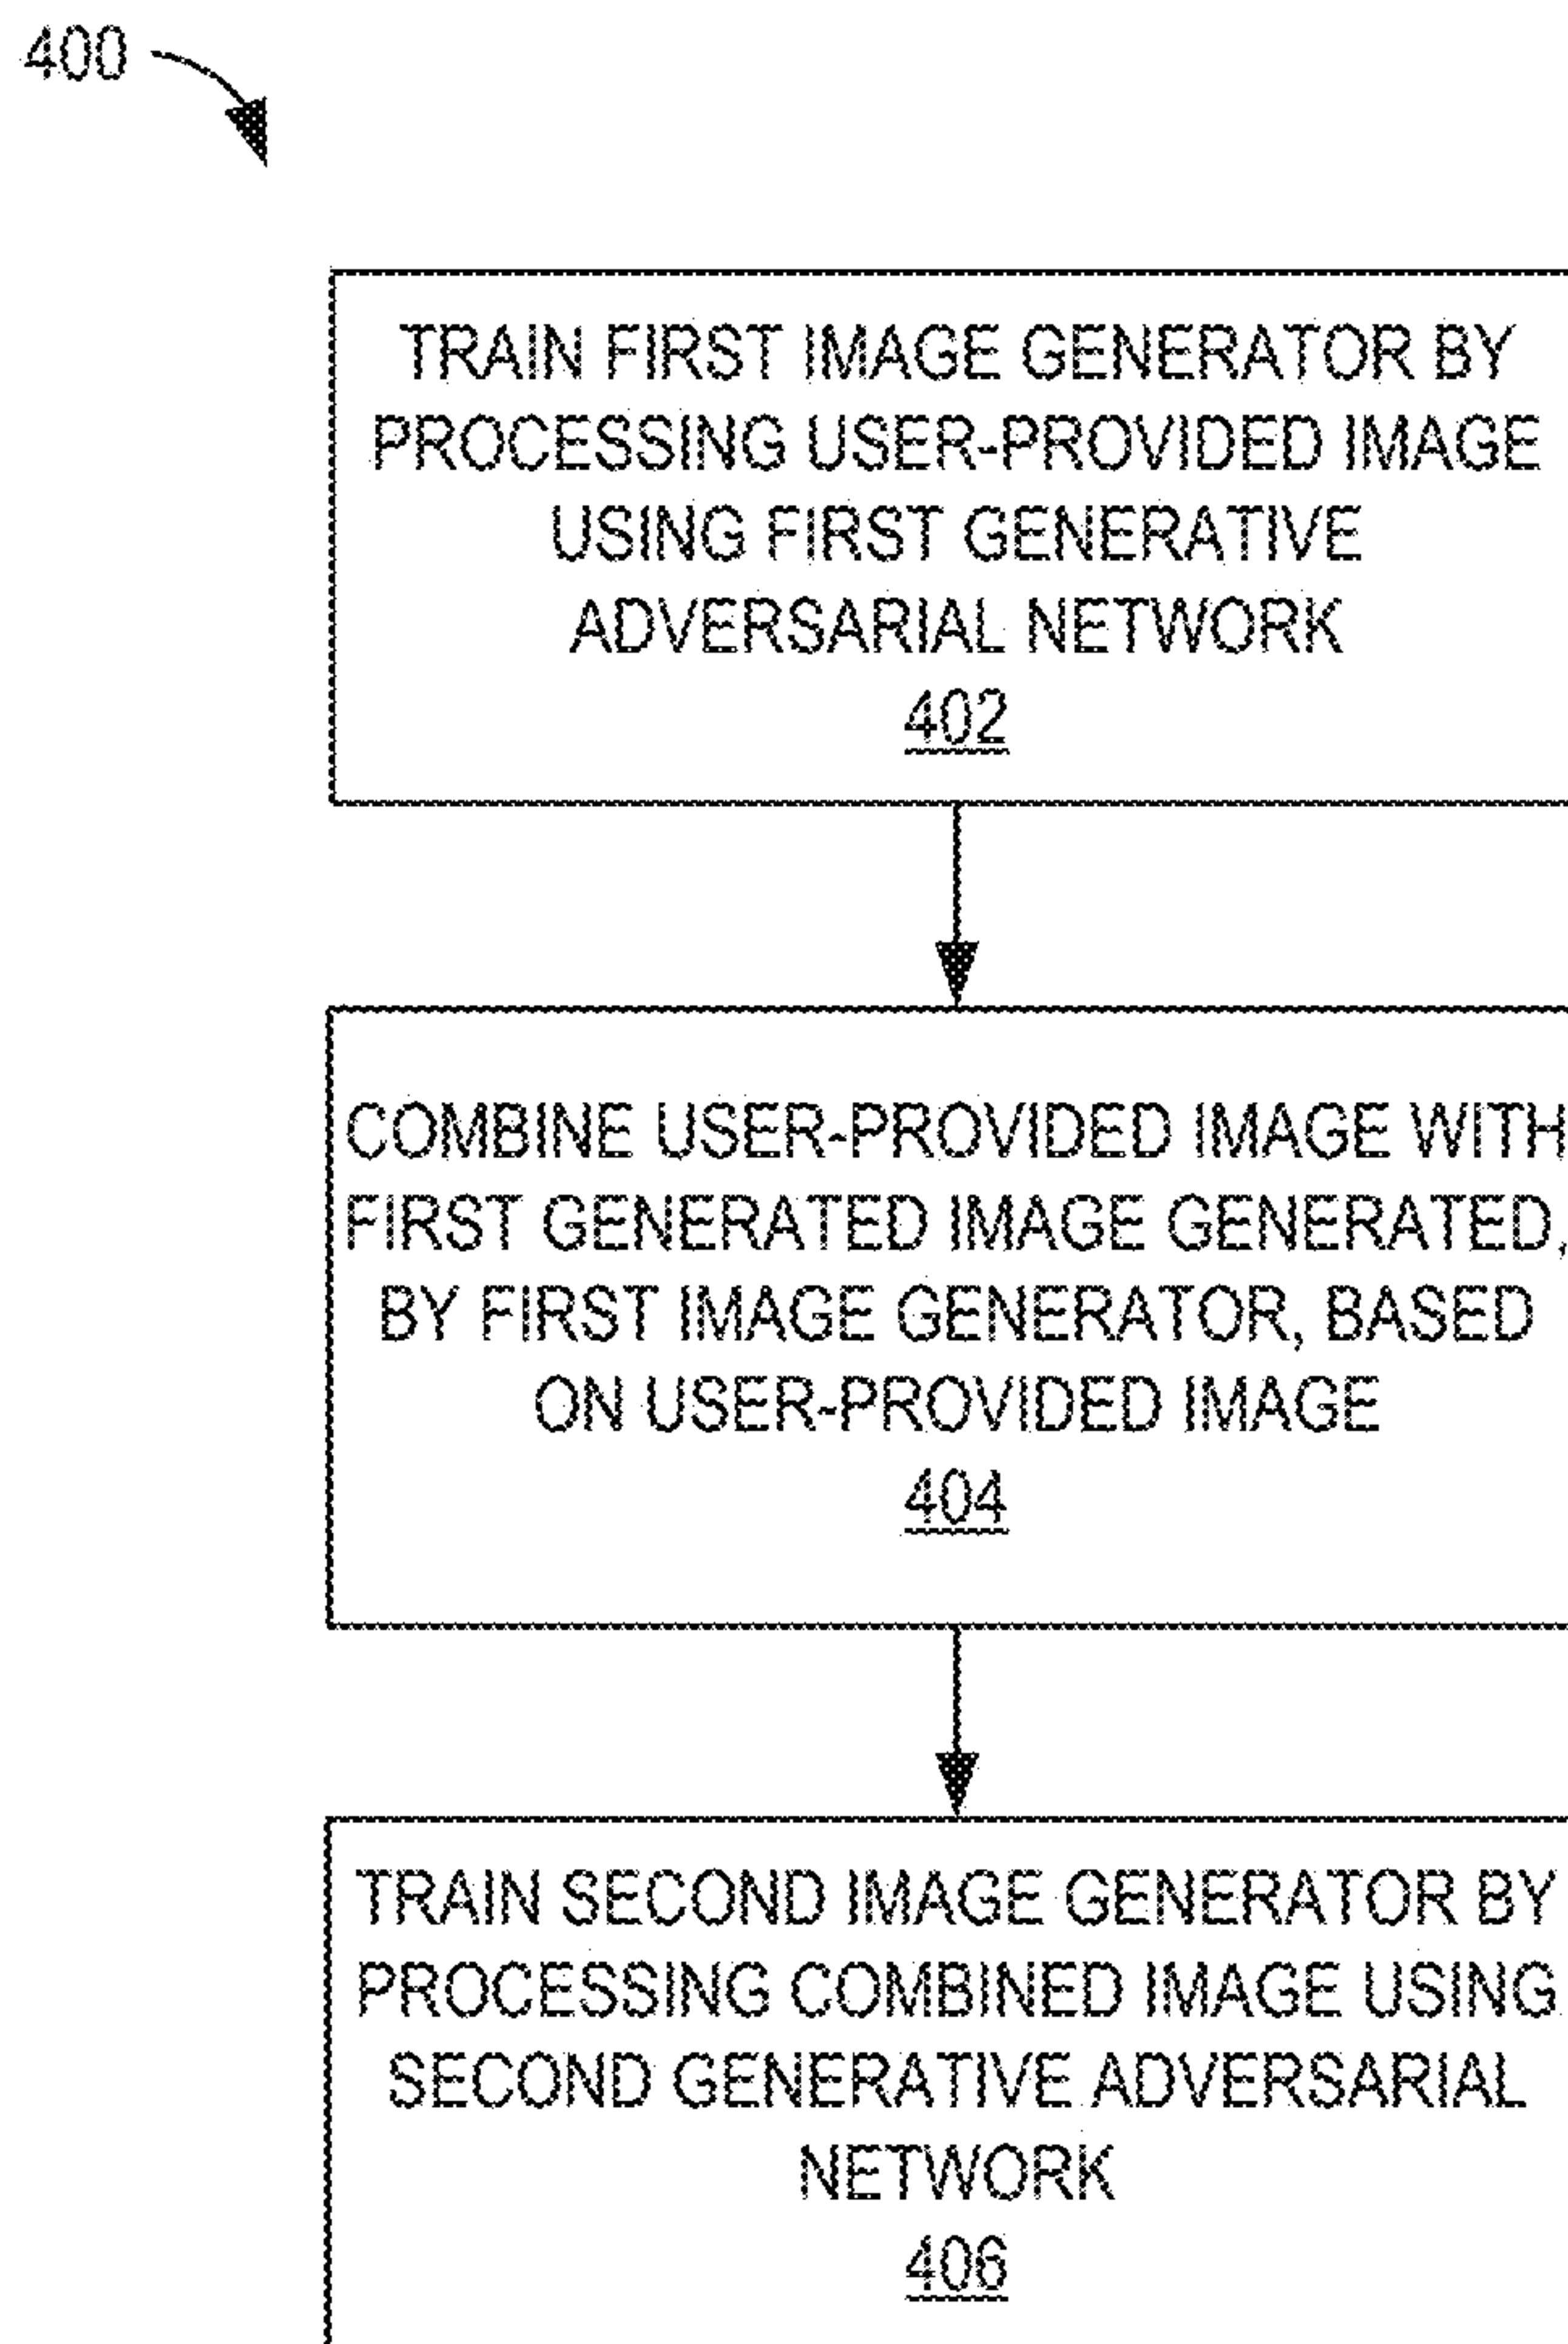 400
TRAIN FIRST IMAGE GENERATOR BY
PROCESSING USER-PROVIDED IMAGE
USING FIRST GENERATIVE
ADVERSARIAL NETWORK
402
COMBINE USER-PROVIDED IMAGE WITH
FIRST GENERATED IMAGE GENERATED,
BY FIRST IMAGE GENERATOR, BASED
ON USER-PROVIDED IMAGE
404
TRAIN SECOND IMAGE GENERATOR BY
PROCESSING COMBINED IMAGE USING
SECOND GENERATIVE ADVERSARIAL
NETWORK
406